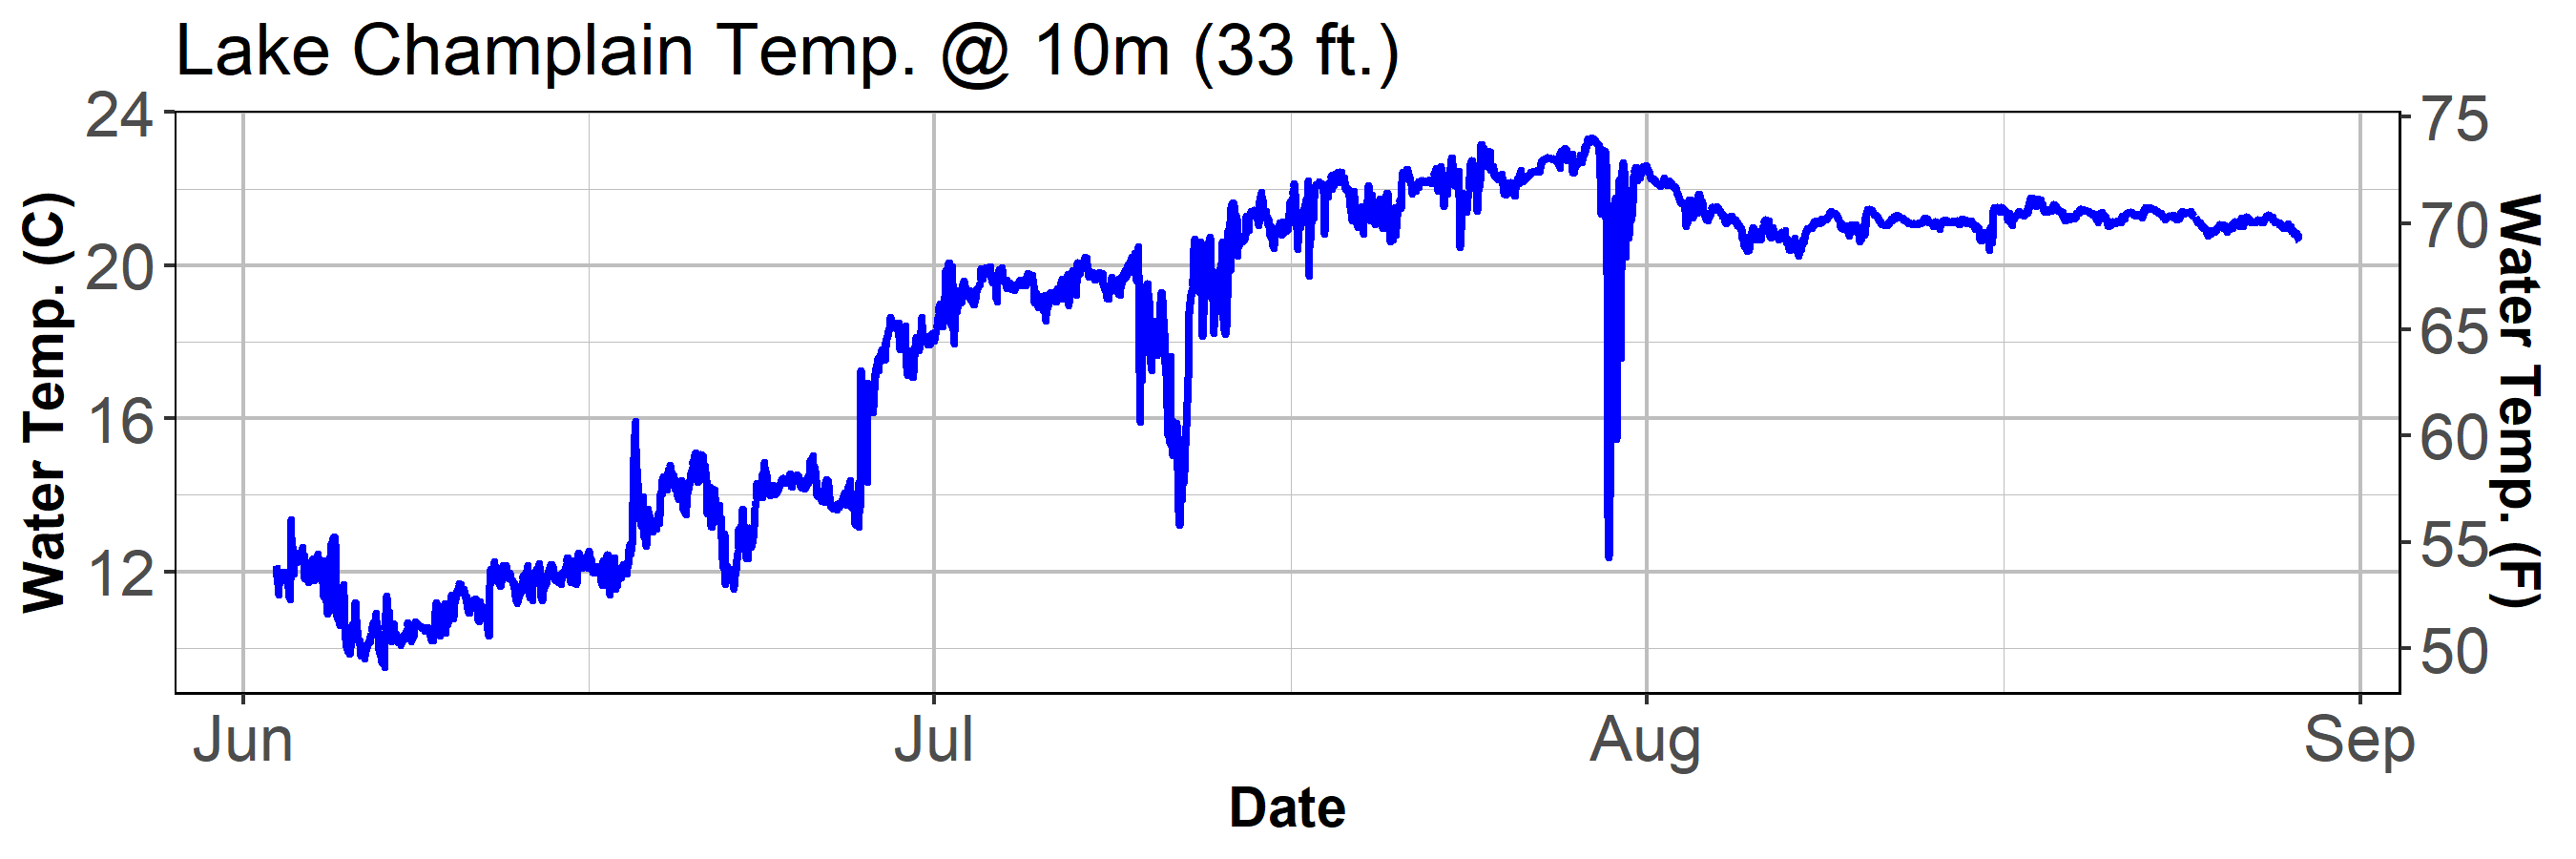 Lake Champlain Temp. @ 10m (33 ft.)
Water Temp. (C)
24
20
16
12
75
70
65
60
55
50
Water Temp. (F)
Jun Jul Aug Sep
Date